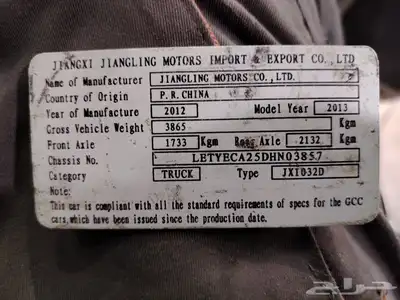 JIANGXI JIANGLING MOTORS IMPORT & EXPORT CO., LTD
Name of Manufacturer JIANGLING MOTORS CO., LTD.
Country of Origin P. R. CHINA
Year of Manufacture 2012 Model Year 2013
Gross Vehicle Weight 3865 Kgm
Front Axle 1733 Kgm Rear Axle 2132 Kgm
Chassis No. LETYECA25DHN03857
Category TRUCK Type JX1032D
Note:
This car is compliant with all the standard requirements of specs for the GCC
cars, which have been issued since the production date.
حراج